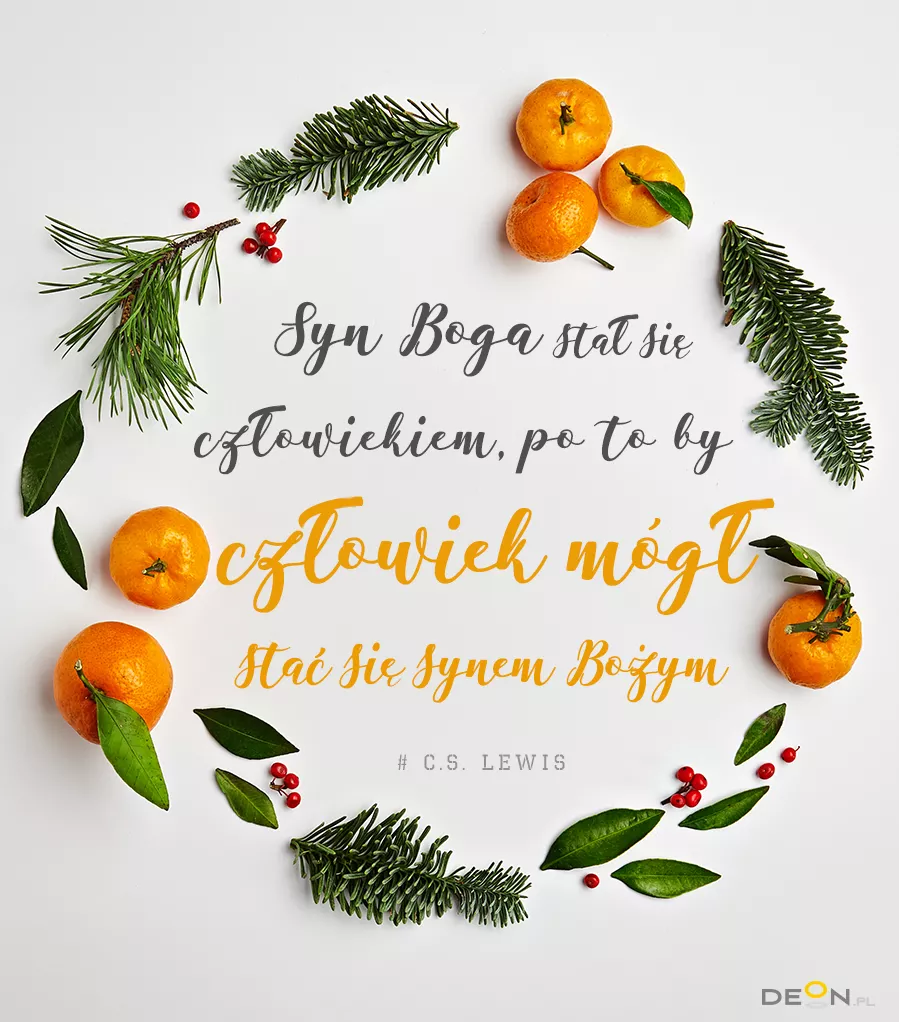 Syn Boga stał się
człowiekiem, po to by
człowiek mógł
stać się synem Bożym
# C.S. LEWIS
DEON.PL